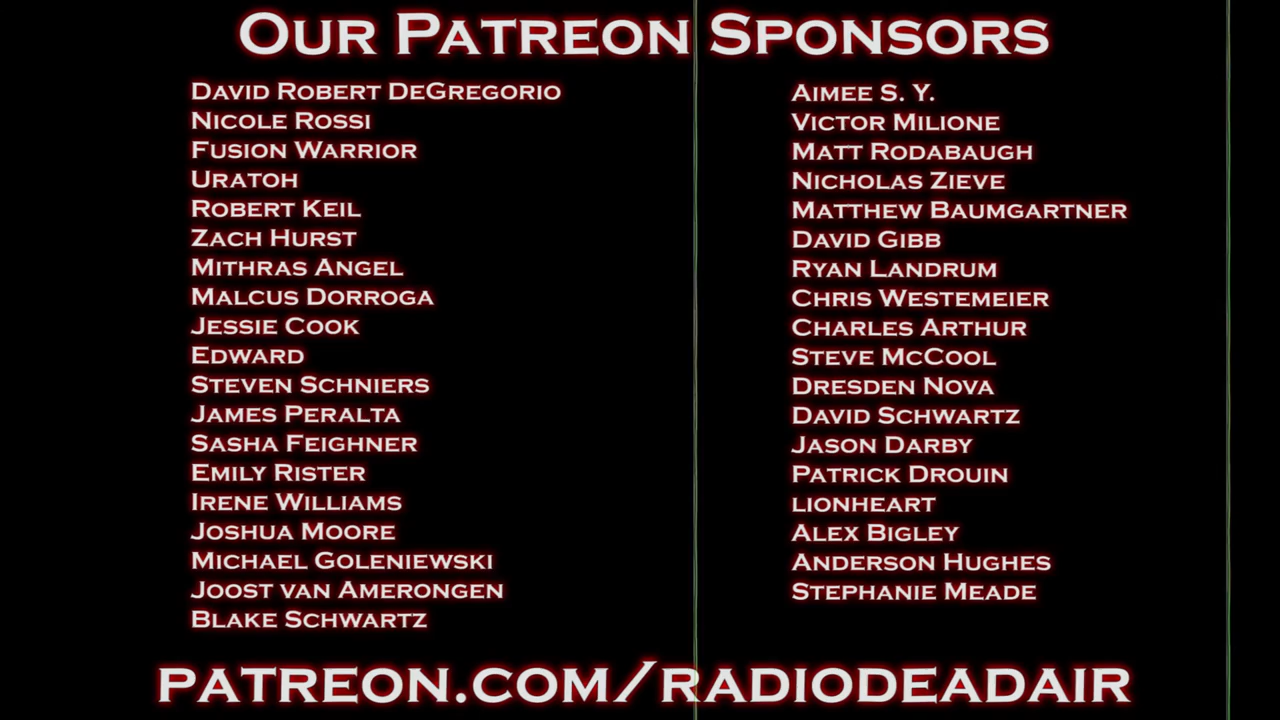 Our Patreon Sponsors
David Robert DeGregorio
Nicole Rossi
Fusion Warrior
Uratoh
Robert Keil
Zach Hurst
Mithras Angel
Malcus Dorroga
Jessie Cook
Edward
Steven Schniers
James Peralta
Sasha Feighner
Emily Rister
Irene Williams
Joshua Moore
Michael Goleniewski
Joost van Amerongen
Blake Schwartz
Aimee S. Y.
Victor Milione
Matt Rodabaugh
Nicholas Zieve
Matthew Baumgartner
David Gibb
Ryan Landrum
Chris Westemeier
Charles Arthur
Steve McCool
Dresden Nova
David Schwartz
Jason Darby
Patrick Drouin
lionheart
Alex Bigley
Anderson Hughes
Stephanie Meade
patreon.com/radiodeadair